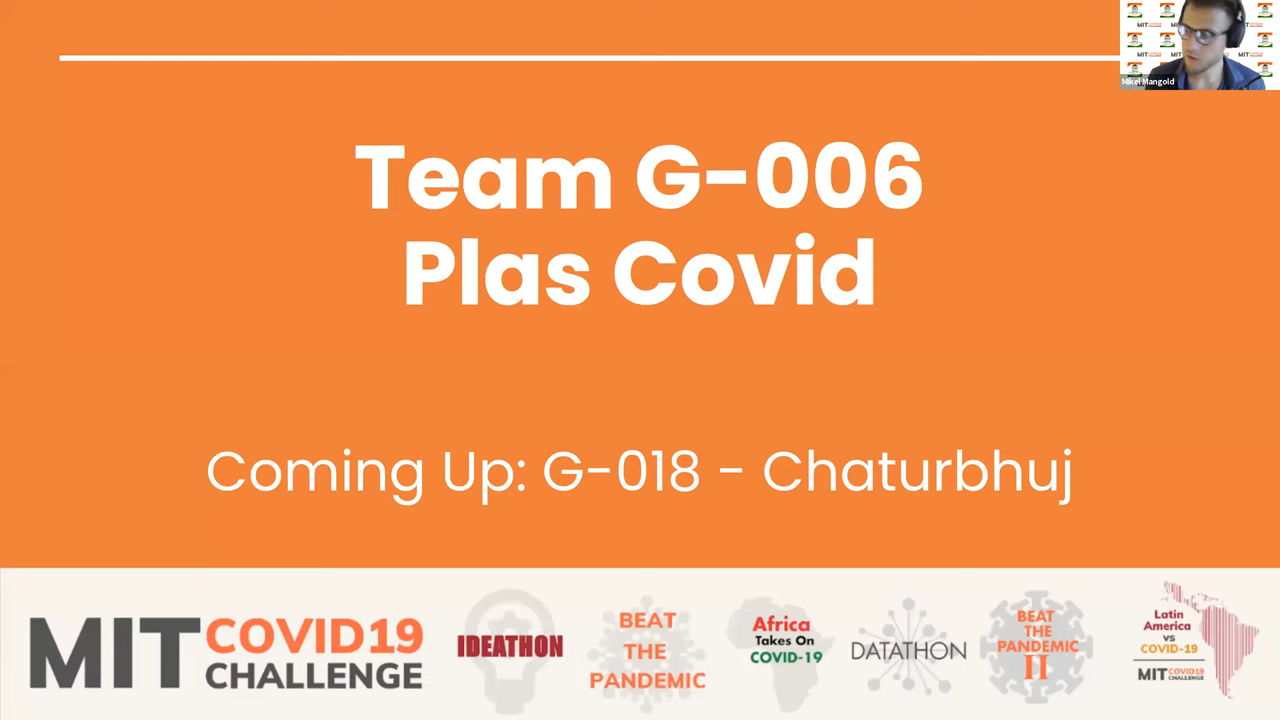 Mikel Mangold
Team G-006
Plas Covid
Coming Up: G-018 - Chaturbhuj
MIT COVID19
CHALLENGE
IDEATHON
BEAT
THE
PANDEMIC
Africa
Takes On
COVID-19
DATATHON
BEAT
THE
PANDEMIC
II
Latin
America
vs
COVID-19
MIT COVID19
CHALLENGE